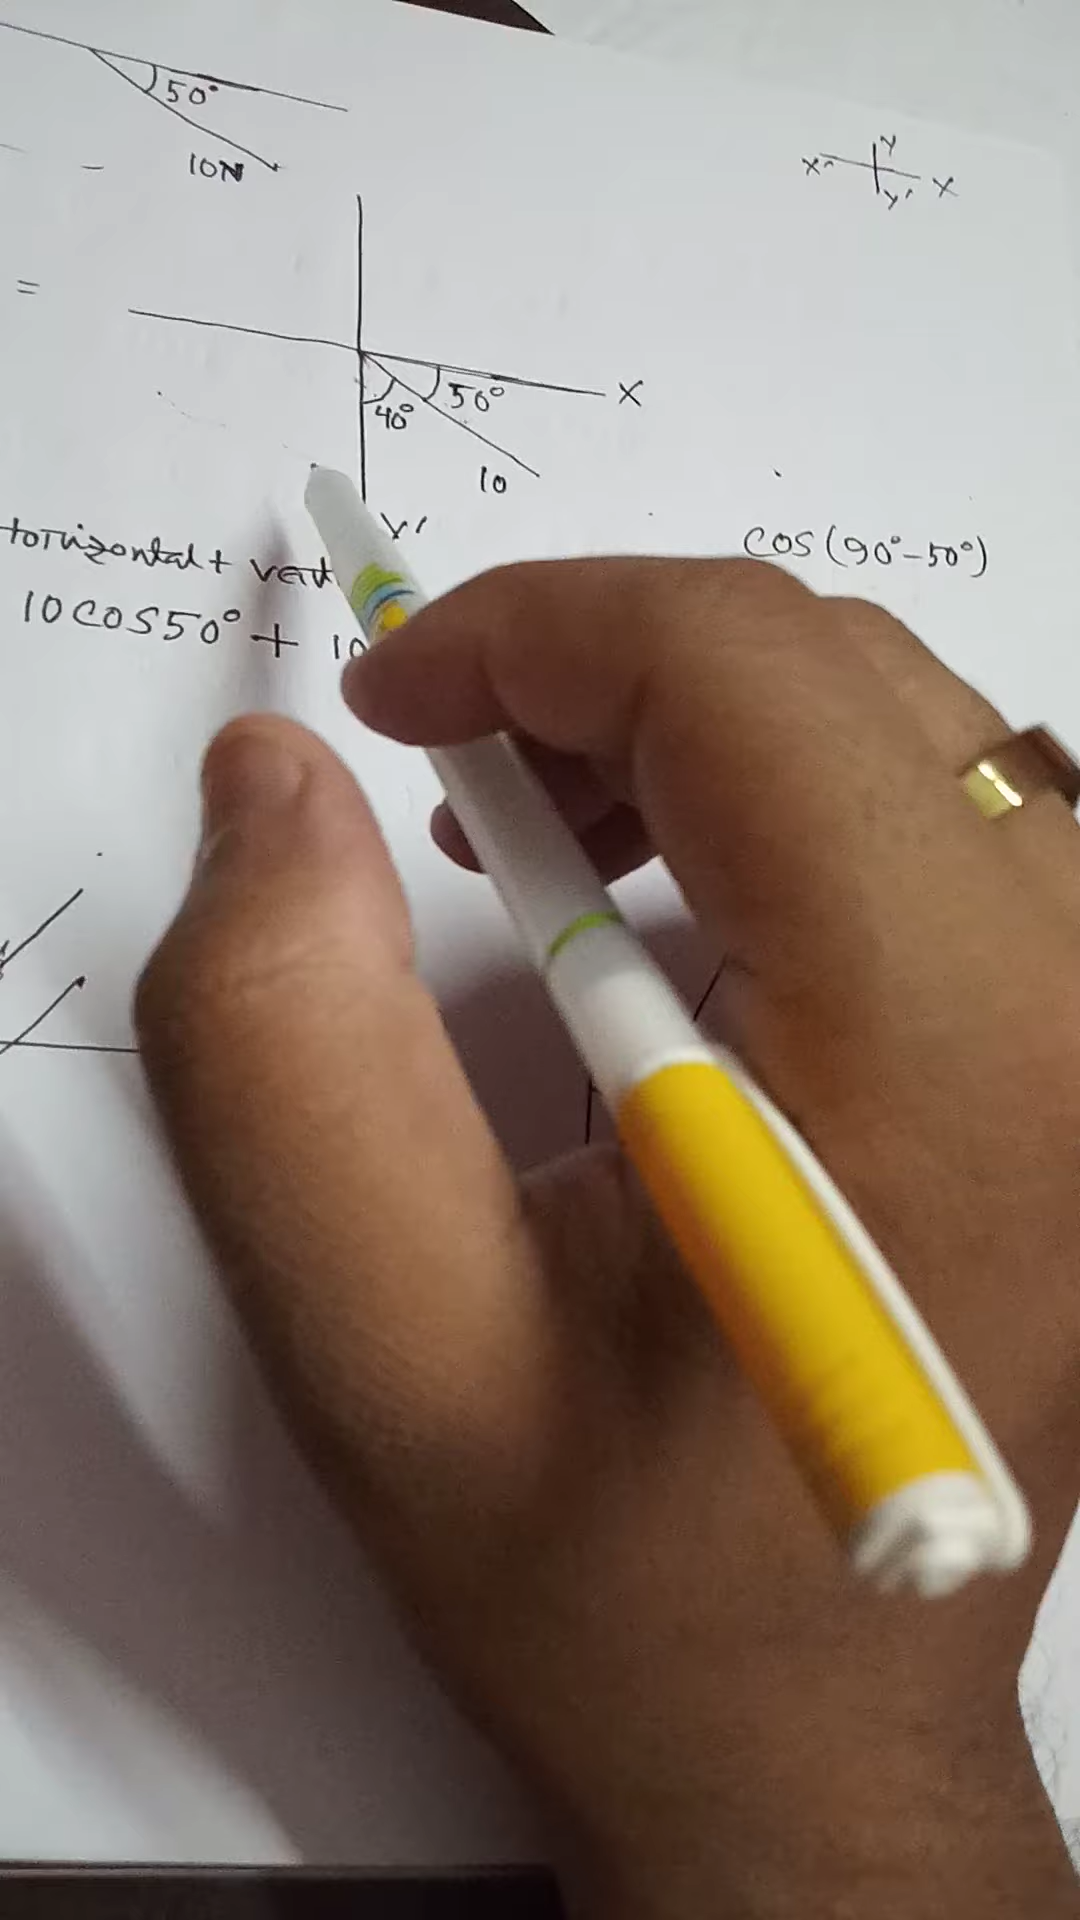 50°
10N
Y
X'
X
Y'
=
X
50°
40°
10
Y'
Horizontal + vert
cos(90°-50°)
10cos50° + 10